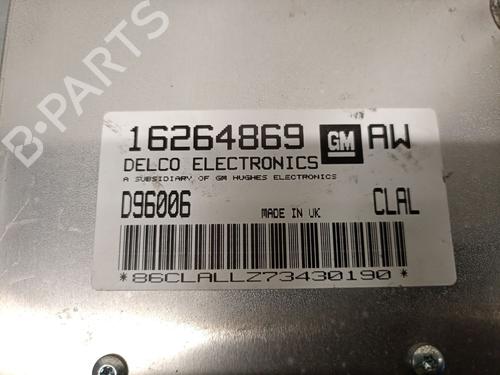 B-PARTS
16264869 GM AW
DELCO ELECTRONICS
A SUBSIDIARY OF GM HUGHES ELECTRONICS
D96006 MADE IN UK CLAL
*86CLALLZ73430190*